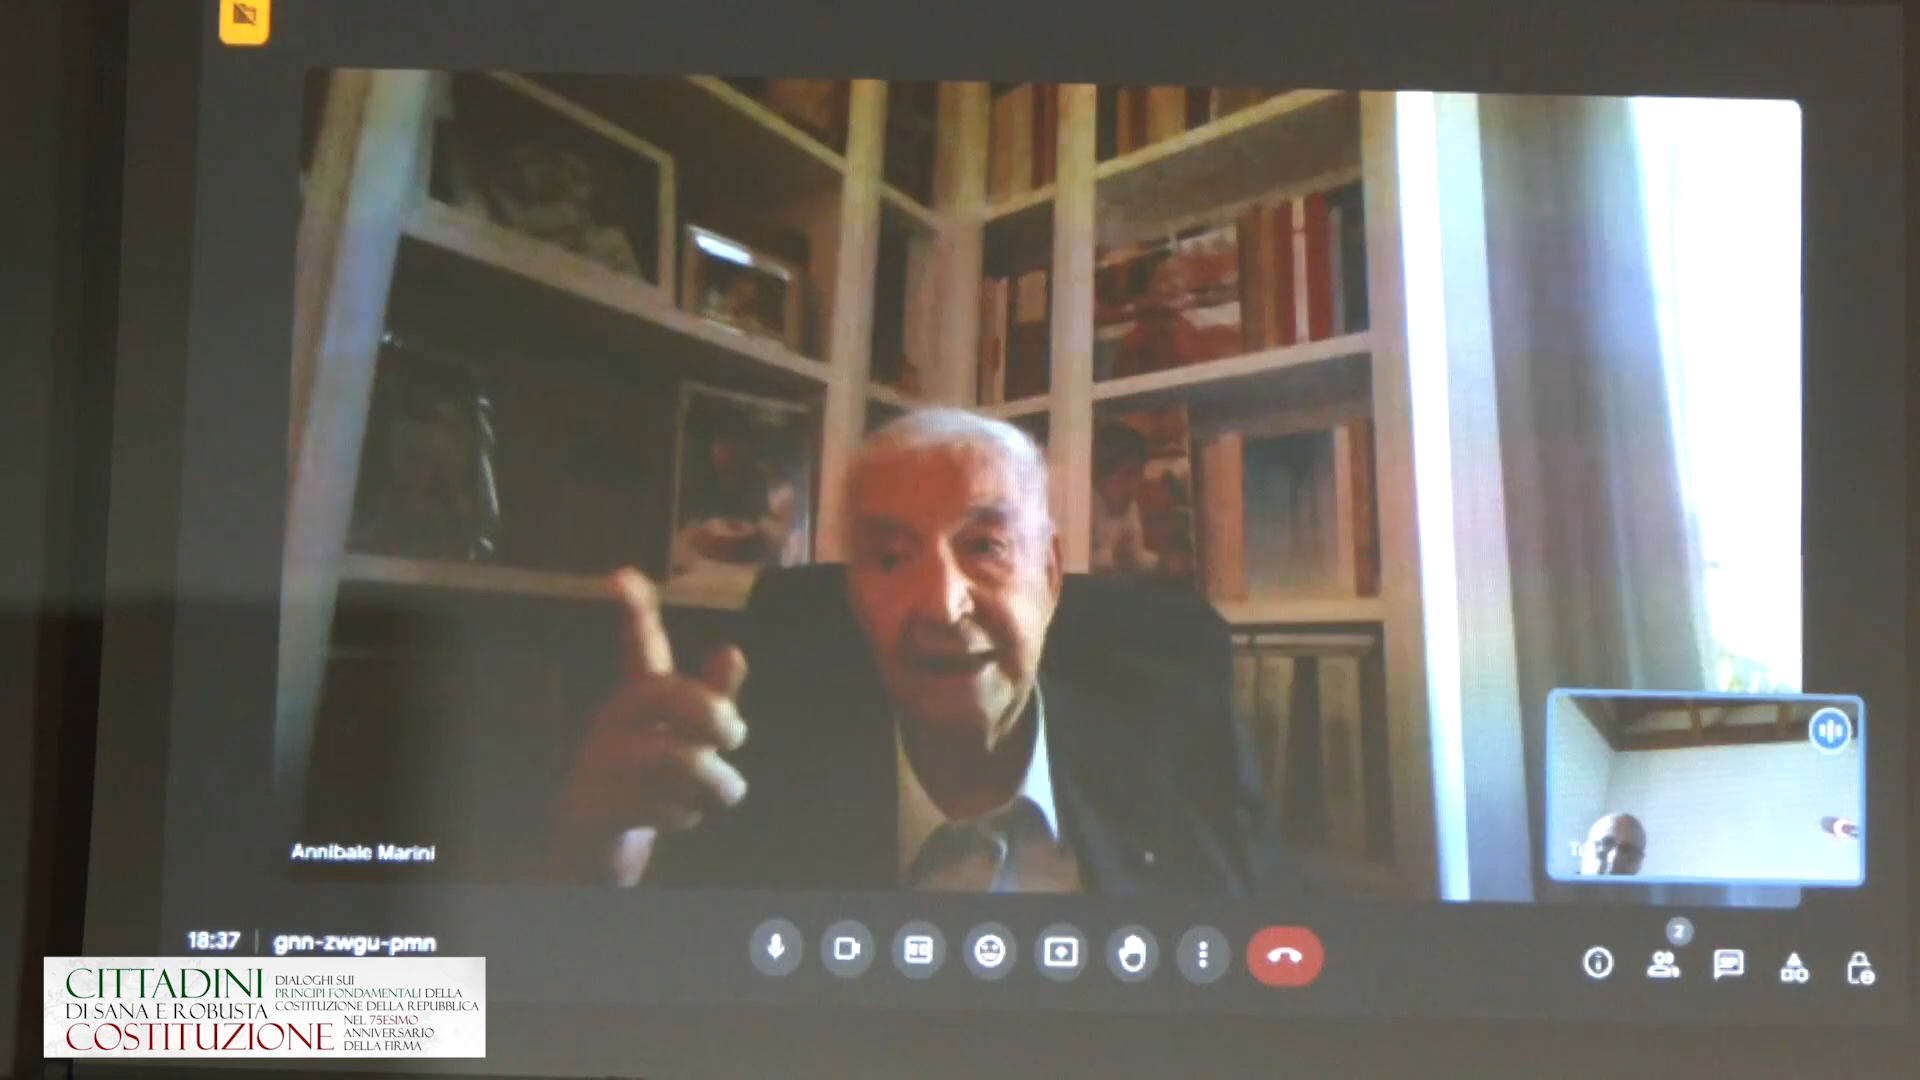 Annibale Marini
18:37 | gnn-zwgu-pmn
2
CITTADINI
DI SANA E ROBUSTA
COSTITUZIONE
DIALOGHI SUI
PRINCIPI FONDAMENTALI DELLA
COSTITUZIONE DELLA REPUBBLICA
NEL 75ESIMO
ANNIVERSARIO
DELLA FIRMA